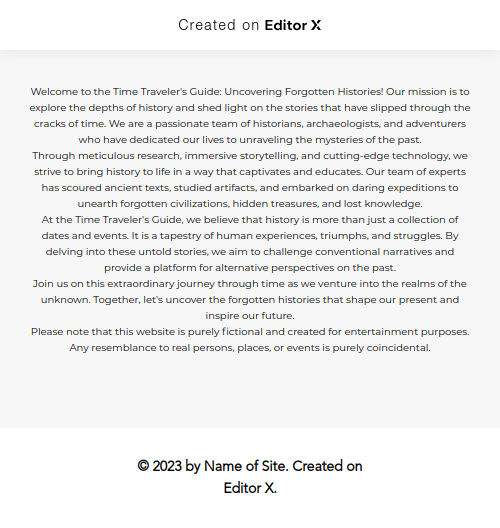 Created on Editor X
Welcome to the Time Traveler's Guide: Uncovering Forgotten Histories! Our mission is to
explore the depths of history and shed light on the stories that have slipped through the
cracks of time. We are a passionate team of historians, archaeologists, and adventurers
who have dedicated our lives to unraveling the mysteries of the past.
Through meticulous research, immersive storytelling, and cutting-edge technology, we
strive to bring history to life in a way that captivates and educates. Our team of experts
has scoured ancient texts, studied artifacts, and embarked on daring expeditions to
unearth forgotten civilizations, hidden treasures, and lost knowledge.
At the Time Traveler's Guide, we believe that history is more than just a collection of
dates and events. It is a tapestry of human experiences, triumphs, and struggles. By
delving into these untold stories, we aim to challenge conventional narratives and
provide a platform for alternative perspectives on the past.
Join us on this extraordinary journey through time as we venture into the realms of the
unknown. Together, let's uncover the forgotten histories that shape our present and
inspire our future.
Please note that this website is purely fictional and created for entertainment purposes.
Any resemblance to real persons, places, or events is purely coincidental.
© 2023 by Name of Site. Created on
Editor X.